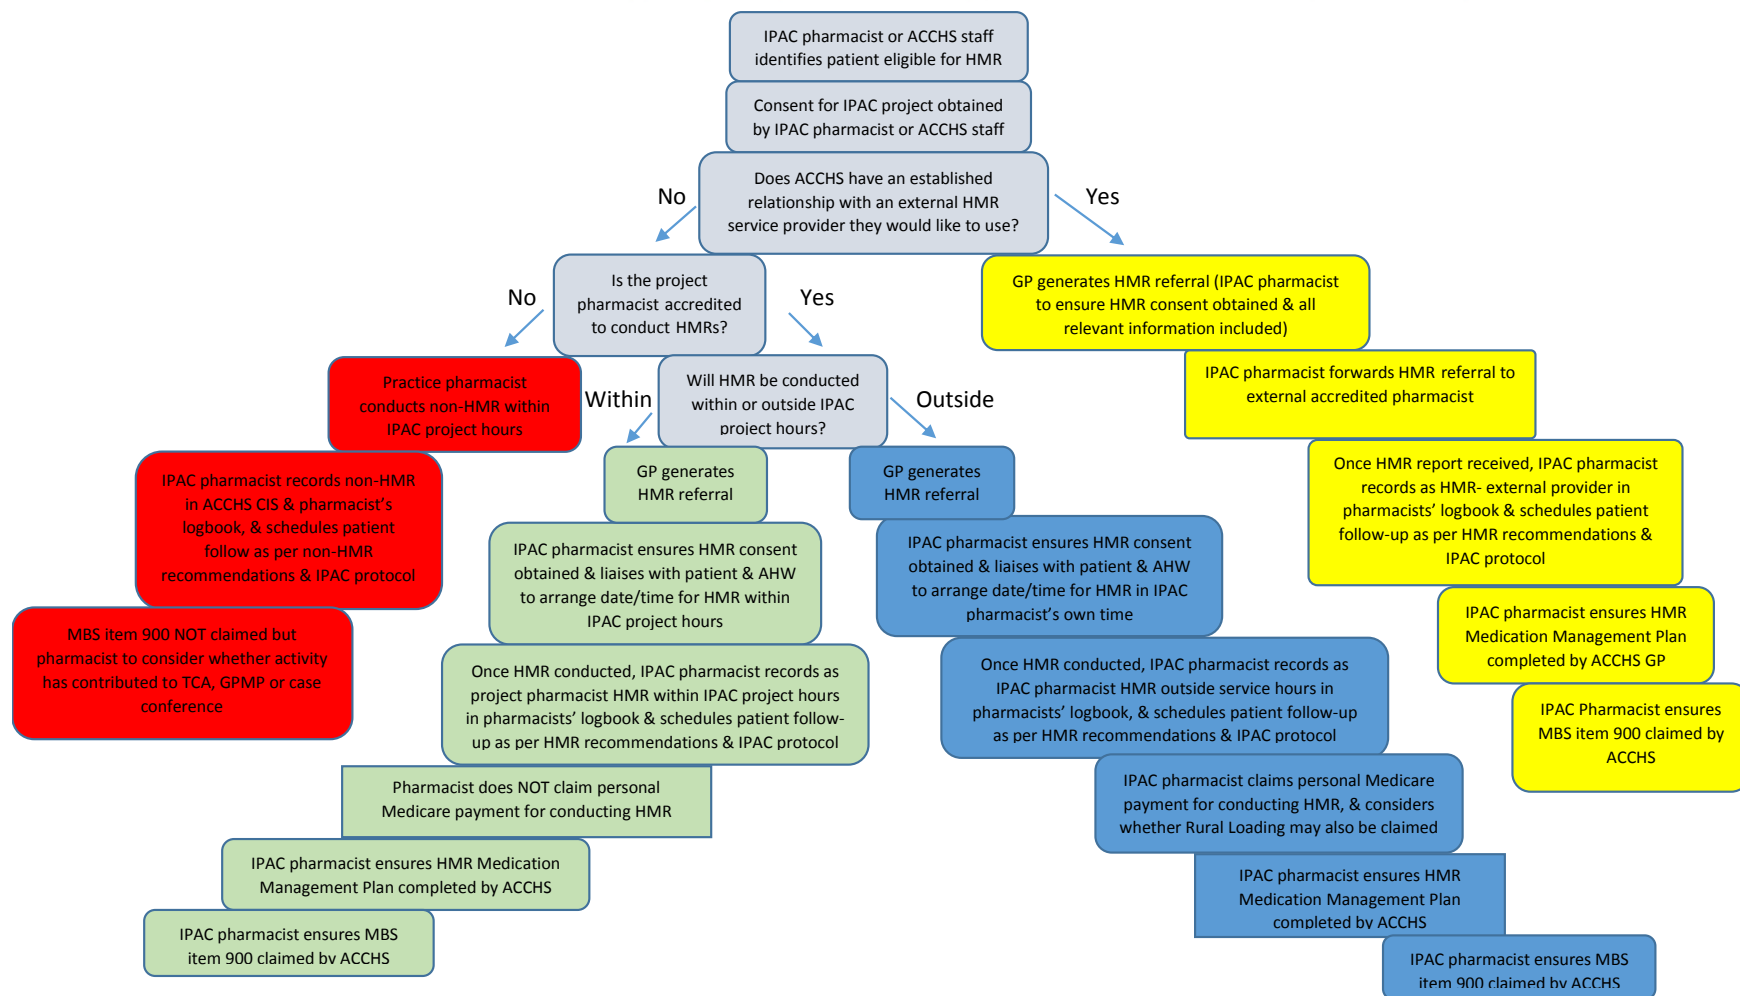 IPAC pharmacist or ACCHS staff
identifies patient eligible for HMR
Consent for IPAC project obtained
by IPAC pharmacist or ACCHS staff
Does ACCHS have an established
relationship with an external HMR
service provider they would like to use?
No
Yes
Is the project
pharmacist accredited
to conduct HMRs?
No
Yes
GP generates HMR referral (IPAC pharmacist
to ensure HMR consent obtained & all
relevant information included)
Practice pharmacist
conducts non-HMR within
IPAC project hours
Will HMR be conducted
within or outside IPAC
project hours?
Within
Outside
IPAC pharmacist forwards HMR referral to
external accredited pharmacist
IPAC pharmacist records non-HMR
in ACCHS CIS & pharmacist’s
logbook, & schedules patient
follow as per non-HMR
recommendations & IPAC protocol
GP generates
HMR referral
GP generates
HMR referral
Once HMR report received, IPAC pharmacist
records as HMR- external provider in
pharmacists’ logbook & schedules patient
follow-up as per HMR recommendations &
IPAC protocol
IPAC pharmacist ensures HMR consent
obtained & liaises with patient & AHW
to arrange date/time for HMR within
IPAC project hours
IPAC pharmacist ensures HMR consent
obtained & liaises with patient & AHW
to arrange date/time for HMR in IPAC
pharmacist’s own time
MBS item 900 NOT claimed but
pharmacist to consider whether activity
has contributed to TCA, GPMP or case
conference
IPAC pharmacist ensures HMR
Medication Management Plan
completed by ACCHS GP
Once HMR conducted, IPAC pharmacist records as
project pharmacist HMR within IPAC project hours
in pharmacists’ logbook & schedules patient follow-
up as per HMR recommendations & IPAC protocol
Once HMR conducted, IPAC pharmacist records as
IPAC pharmacist HMR outside service hours in
pharmacists’ logbook, & schedules patient follow-up
as per HMR recommendations & IPAC protocol
IPAC Pharmacist ensures
MBS item 900 claimed by
ACCHS
Pharmacist does NOT claim personal
Medicare payment for conducting HMR
IPAC pharmacist claims personal Medicare
payment for conducting HMR, & considers
whether Rural Loading may also be claimed
IPAC pharmacist ensures HMR Medication
Management Plan completed by ACCHS
IPAC pharmacist ensures HMR
Medication Management Plan
completed by ACCHS
IPAC pharmacist ensures MBS
item 900 claimed by ACCHS
IPAC pharmacist ensures MBS
item 900 claimed by ACCHS